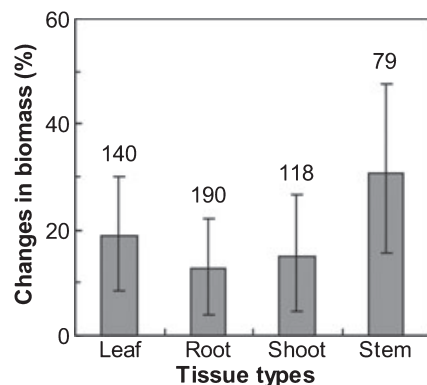 60
40
20
0
Changes in biomass (%)
140
190
118
79
Leaf Root Shoot Stem
Tissue types